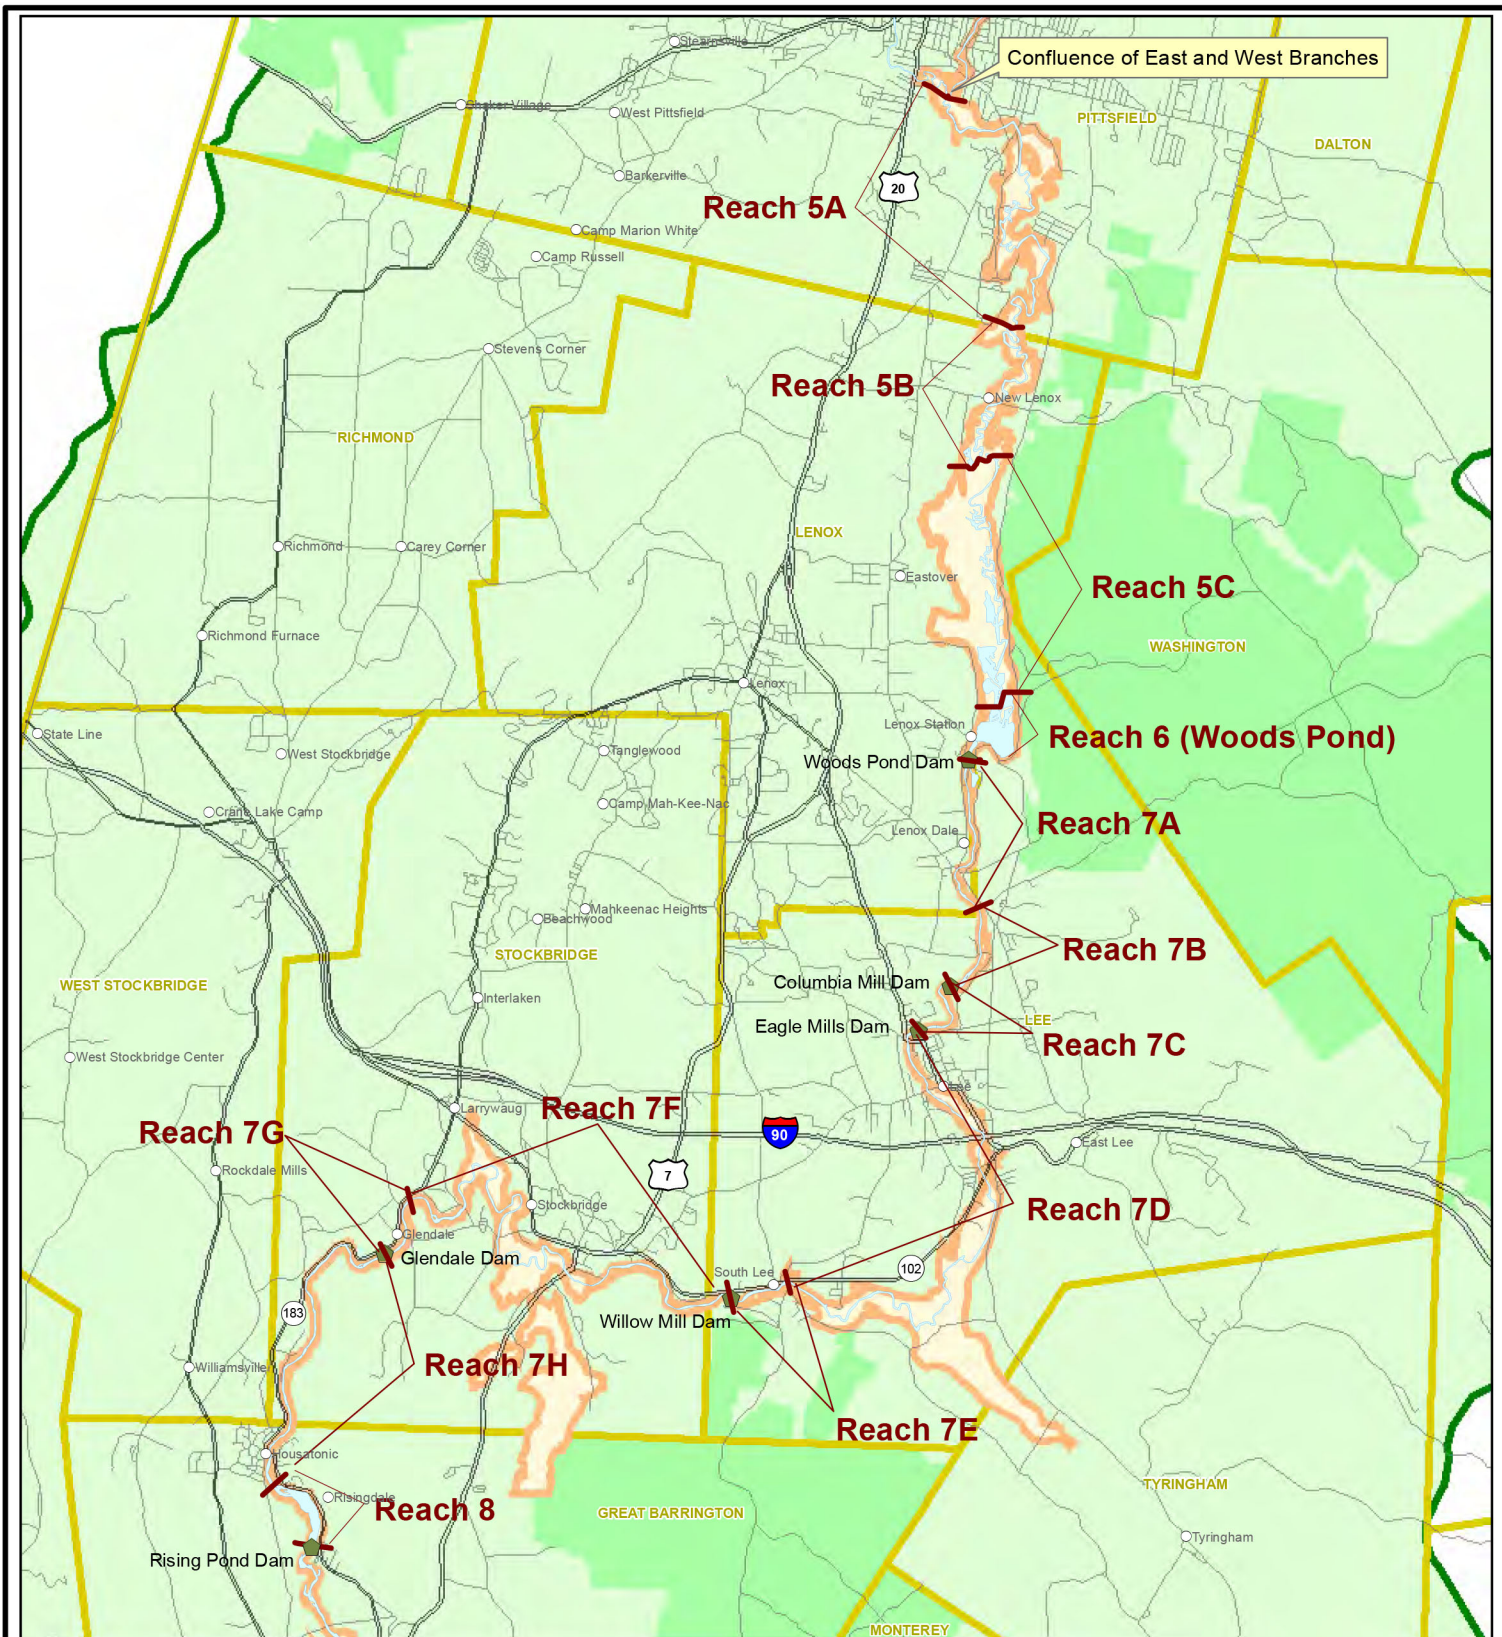 Stearnsville
Confluence of East and West Branches
Shaker Village
West Pittsfield
PITTSFIELD
DALTON
Barkerville
20
Reach 5A
Camp Marion White
Camp Russell
Stevens Corner
Reach 5B
New Lenox
RICHMOND
LENOX
Richmond
Carey Corner
Eastover
Reach 5C
Richmond Furnace
WASHINGTON
Lenox
Lenox Station
State Line
Reach 6 (Woods Pond)
West Stockbridge
Tanglewood
Woods Pond Dam
Camp Mah-Kee-Nac
Crane Lake Camp
Reach 7A
Lenox Dale
Mahkeenac Heights
Beachwood
Reach 7B
STOCKBRIDGE
WEST STOCKBRIDGE
Columbia Mill Dam
Interlaken
LEE
Eagle Mills Dam
Reach 7C
West Stockbridge Center
Lee
Larrywaug
Reach 7F
Reach 7G
90
East Lee
Rockdale Mills
7
Stockbridge
Reach 7D
Glendale
Glendale Dam
South Lee
102
183
Willow Mill Dam
Williamsville
Reach 7H
Reach 7E
Housatonic
TYRINGHAM
Risingdale
Reach 8
GREAT BARRINGTON
Tyringham
Rising Pond Dam
MONTEREY